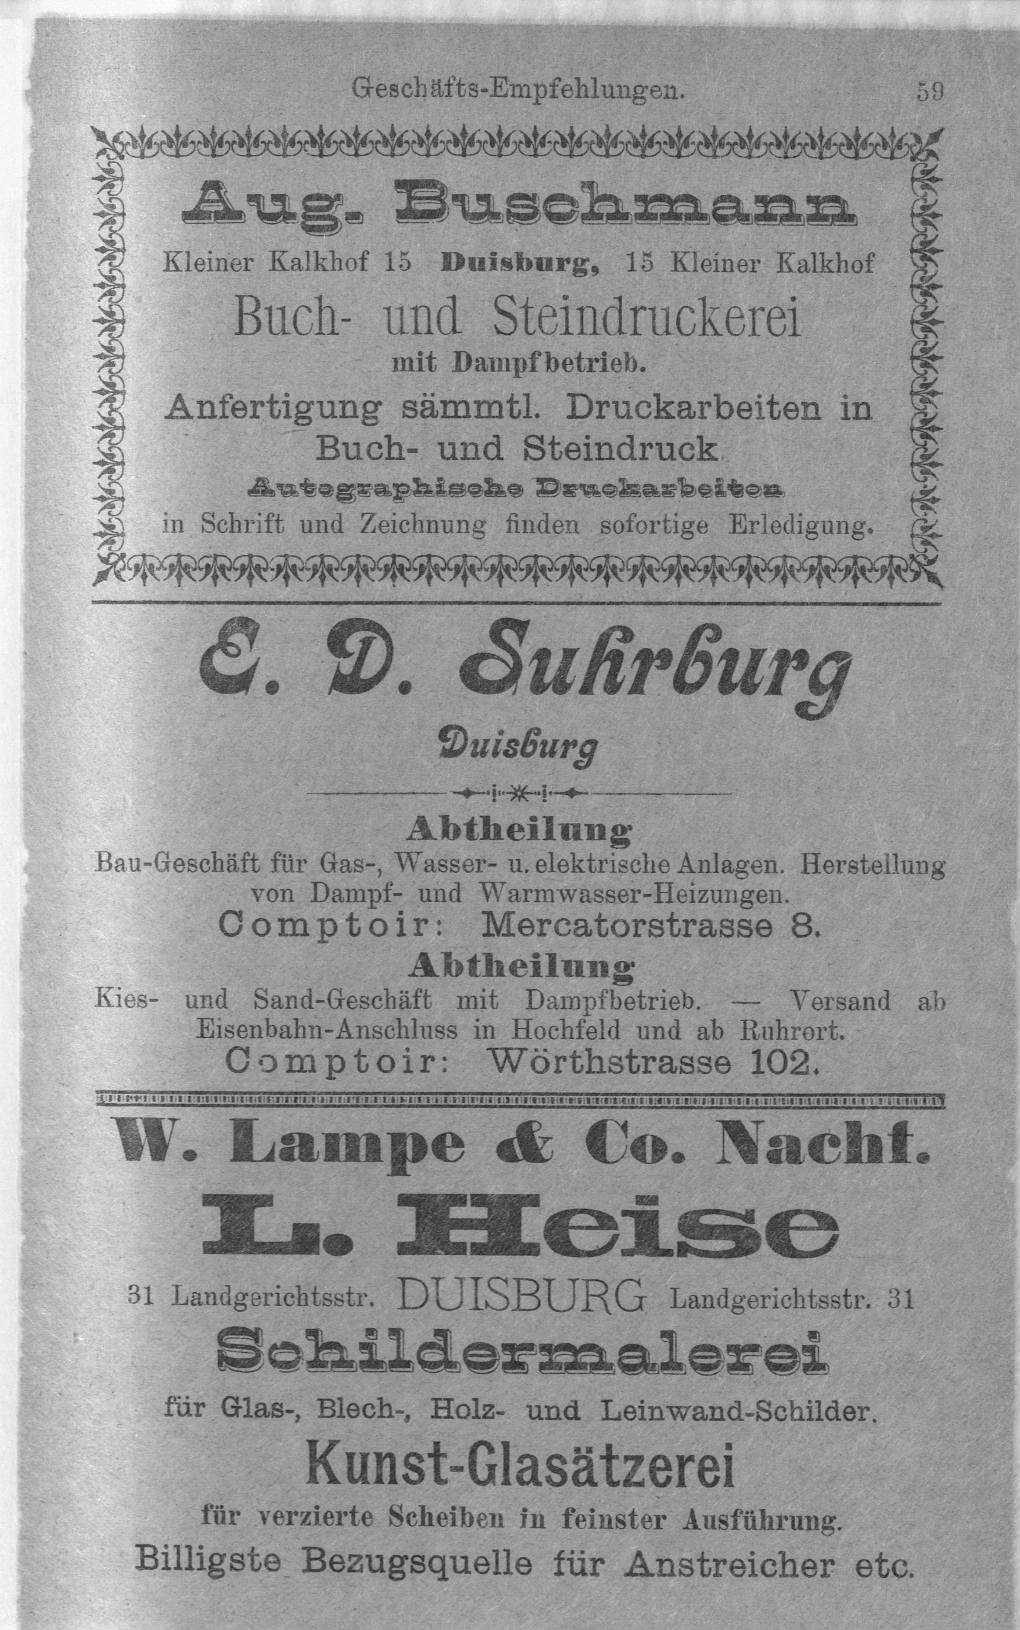 Geschäfts-Empfehlungen. 59
Aug. Buschmann
Kleiner Kalkhof 15 Duisburg, 15 Kleiner Kalkhof
Buch- und Steindruckerei
mit Dampfbetrieb.
Anfertigung sämmtl. Druckarbeiten in
Buch- und Steindruck.
Autographische Druckarbeiten
in Schrift und Zeichnung finden sofortige Erledigung.
E. D. Suhrburg
Duisburg
Abtheilung
Bau-Geschäft für Gas-, Wasser- u. elektrische Anlagen. Herstellung
von Dampf- und Warmwasser-Heizungen.
Comptoir: Mercatorstrasse 8.
Abtheilung
Kies- und Sand-Geschäft mit Dampfbetrieb. — Versand ab
Eisenbahn-Anschluss in Hochfeld und ab Ruhrort.
Comptoir: Wörthstrasse 102.
W. Lampe & Co. Nachf.
L. Heise
31 Landgerichtsstr. DUISBURG Landgerichtsstr. 31
Schildermalerei
für Glas-, Blech-, Holz- und Leinwand-Schilder.
Kunst-Glasätzerei
für verzierte Scheiben in feinster Ausführung.
Billigste Bezugsquelle für Anstreicher etc.